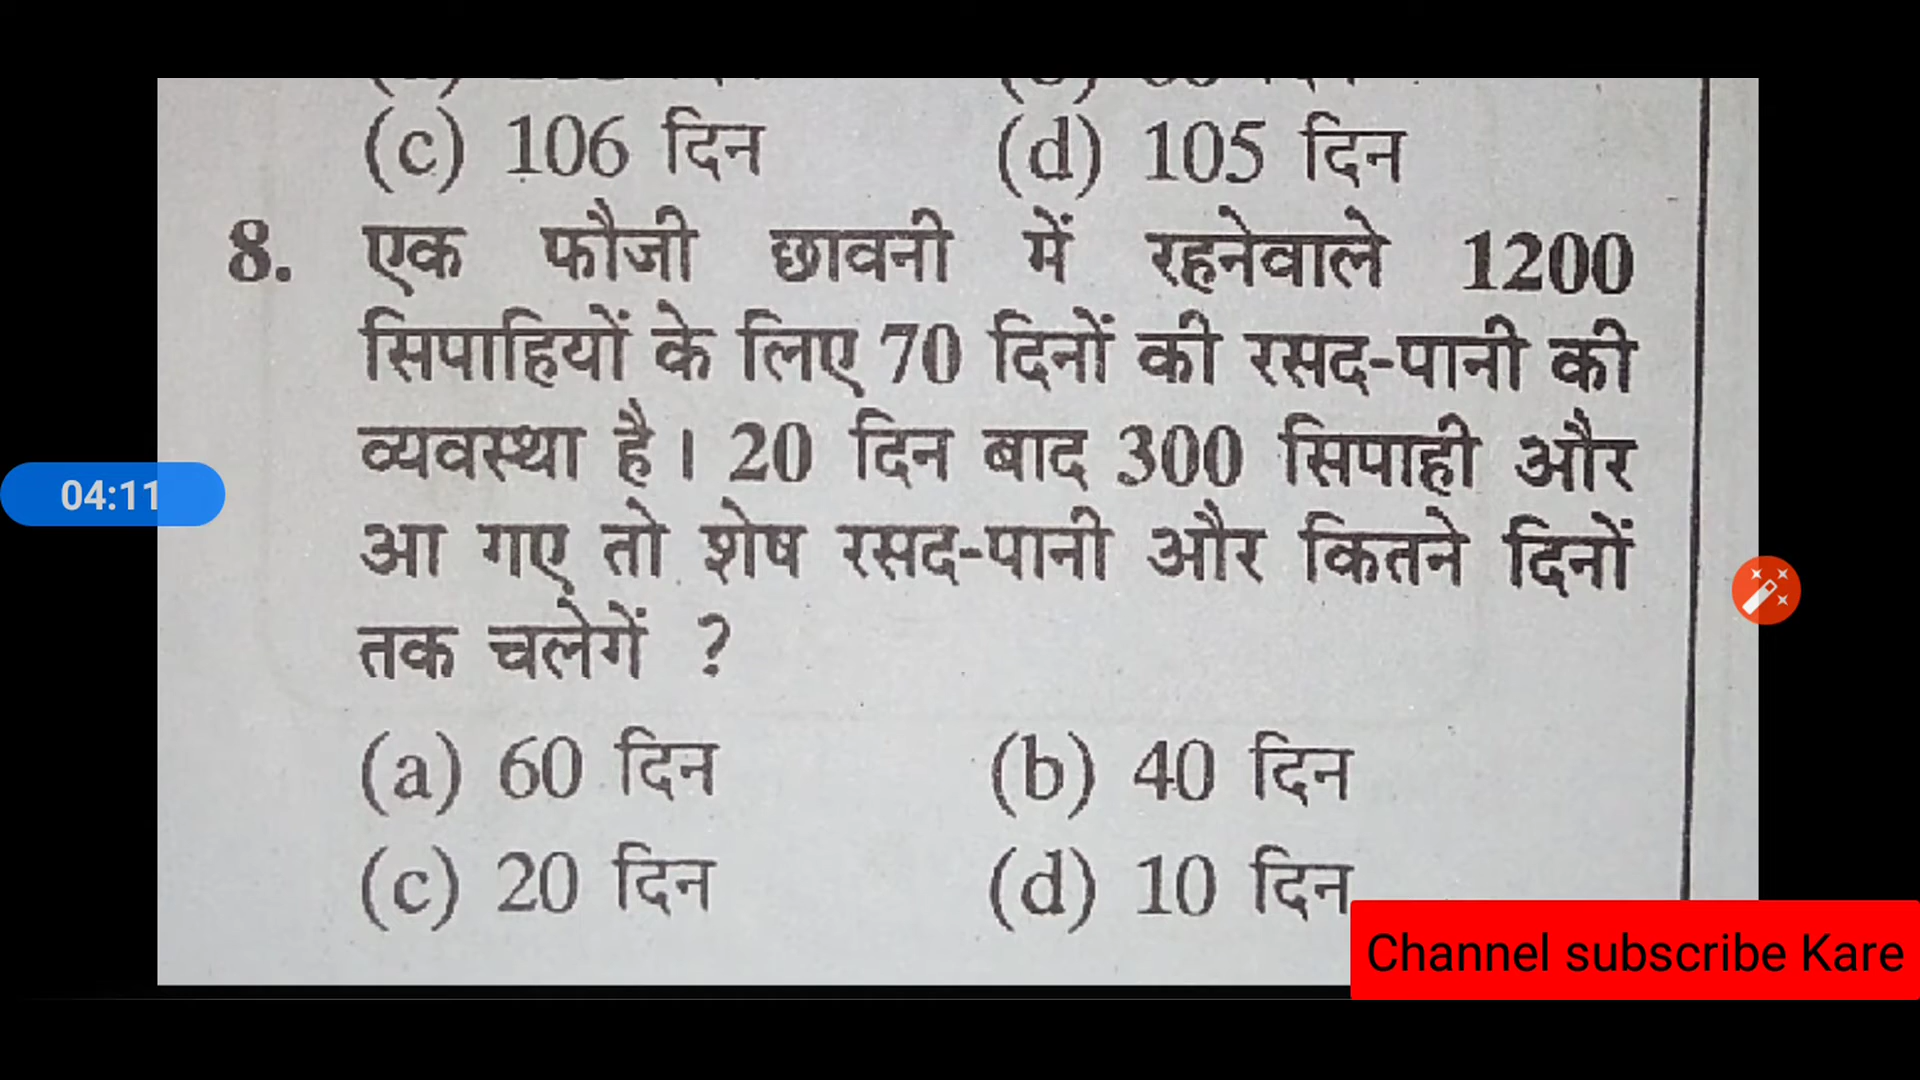 (c) 106 दिन (d) 105 दिन
8. एक फौजी छावनी में रहनेवाले 1200
सिपाहियों के लिए 70 दिनों की रसद-पानी की
व्यवस्था है। 20 दिन बाद 300 सिपाही और
आ गए तो शेष रसद-पानी और कितने दिनों
तक चलेगें ?
(a) 60 दिन (b) 40 दिन
(c) 20 दिन (d) 10 दिन
04:11
Channel subscribe Kare